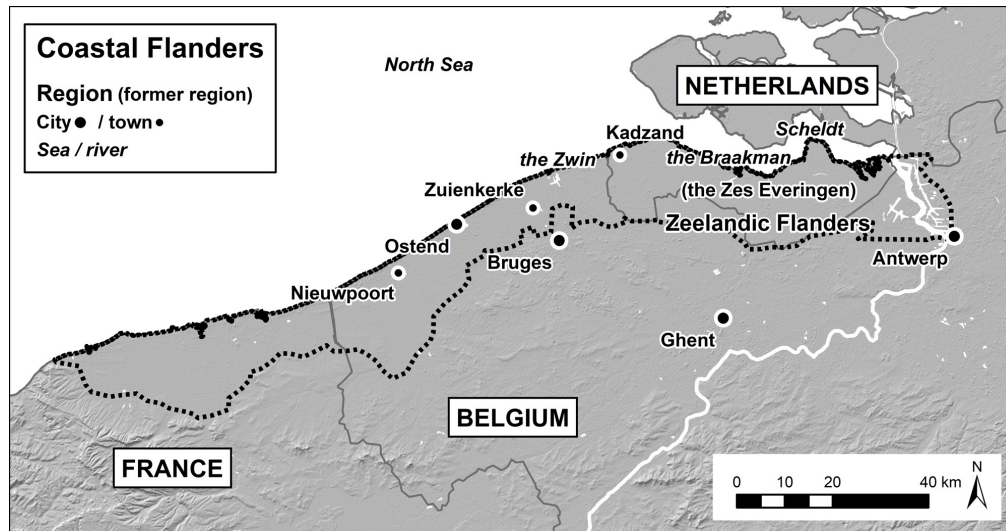 Coastal Flanders
Region (former region)
City / town
Sea / river
North Sea
NETHERLANDS
Scheldt
Kadzand
the Zwin
the Braakman
Zuienkerke
(the Zes Everingen)
Zeelandic Flanders
Ostend
Bruges
Antwerp
Nieuwpoort
Ghent
BELGIUM
FRANCE
N
0 10 20 40 km